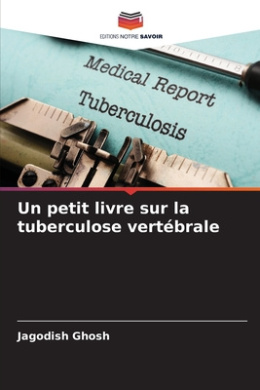 EDITIONS NOTRE SAVOIR
Medical Report
Tuberculosis
Un petit livre sur la
tuberculose vertébrale
Jagodish Ghosh